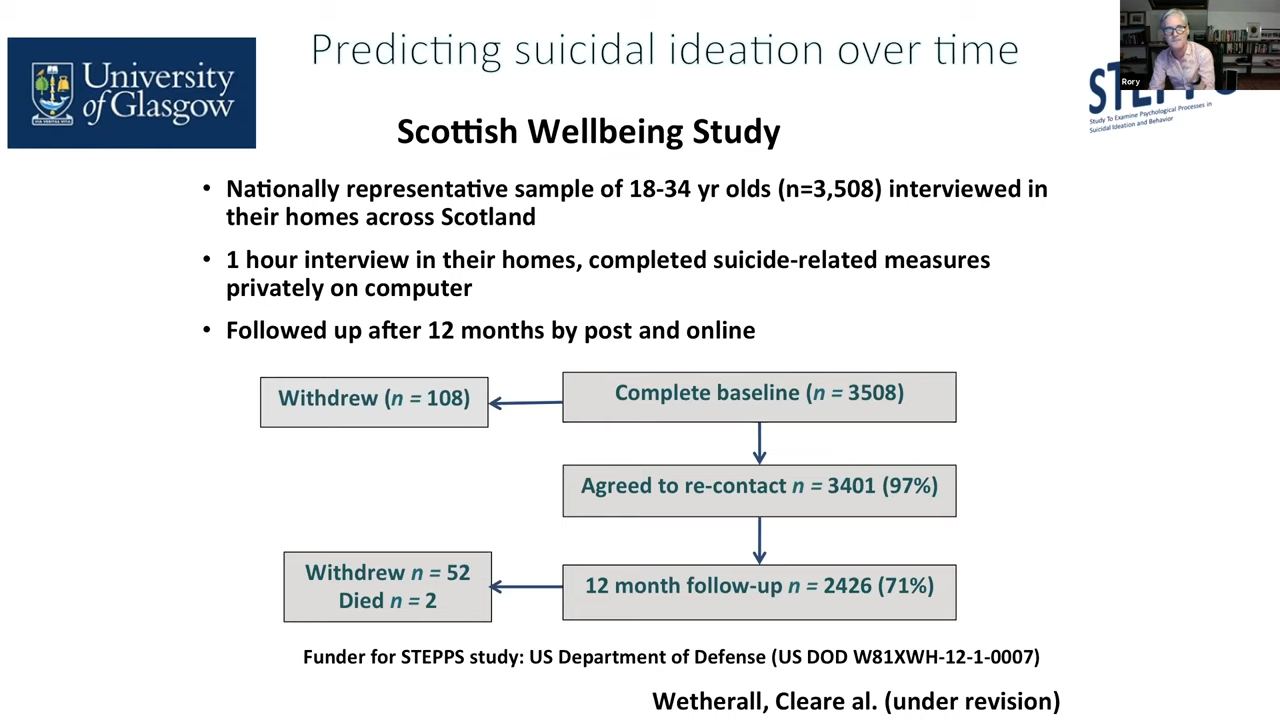 Predicting suicidal ideation over time
Rory
University
of Glasgow
VIA VERITAS VITA
STEPPS
Study To Examine Psychological Processes in
Suicidal Ideation and Behavior
Scottish Wellbeing Study
• Nationally representative sample of 18-34 yr olds (n=3,508) interviewed in
their homes across Scotland
• 1 hour interview in their homes, completed suicide-related measures
privately on computer
• Followed up after 12 months by post and online
Withdrew (n = 108)
Complete baseline (n = 3508)
Agreed to re-contact n = 3401 (97%)
Withdrew n = 52
Died n = 2
12 month follow-up n = 2426 (71%)
Funder for STEPPS study: US Department of Defense (US DOD W81XWH-12-1-0007)
Wetherall, Cleare al. (under revision)